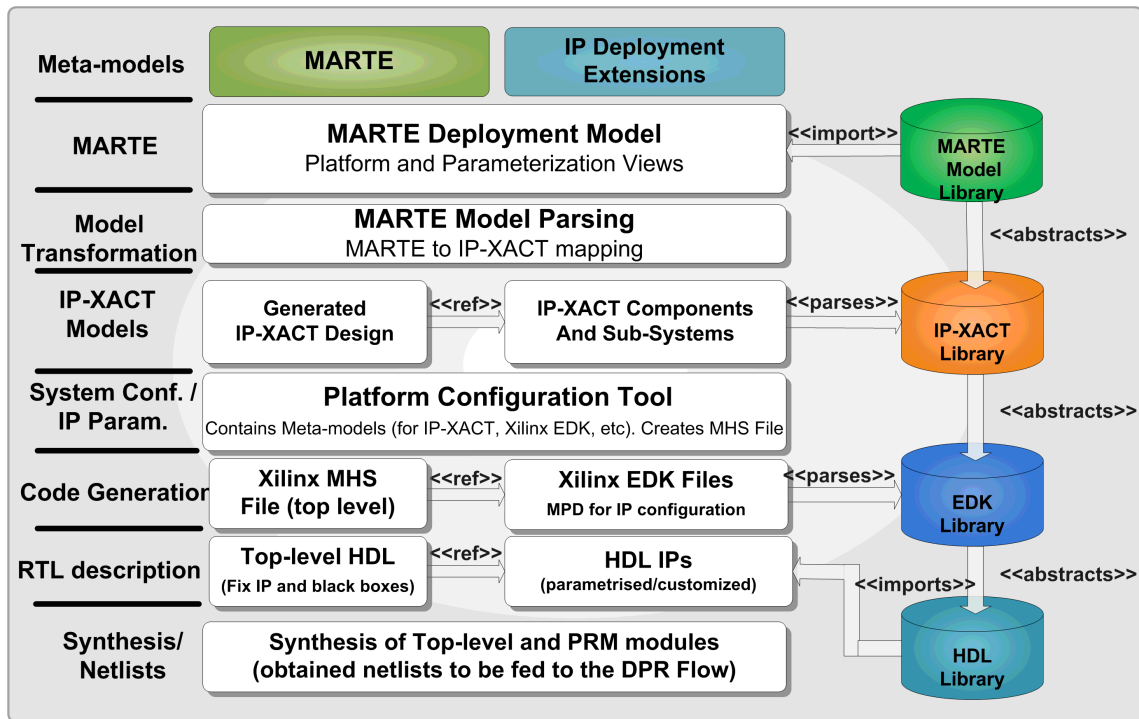 Meta-models
MARTE
IP Deployment
Extensions
MARTE
MARTE Deployment Model
Platform and Parameterization Views
<<import>>
MARTE
Model
Library
Model
Transformation
MARTE Model Parsing
MARTE to IP-XACT mapping
<<abstracts>>
IP-XACT
Models
Generated
IP-XACT Design
<<ref>>
IP-XACT Components
And Sub-Systems
<<parses>>
IP-XACT
Library
System Conf. /
IP Param.
Platform Configuration Tool
Contains Meta-models (for IP-XACT, Xilinx EDK, etc). Creates MHS File
<<abstracts>>
Code Generation
Xilinx MHS
File (top level)
<<ref>>
Xilinx EDK Files
MPD for IP configuration
<<parses>>
EDK
Library
RTL description
Top-level HDL
(Fix IP and black boxes)
<<ref>>
HDL IPs
(parametrised/customized)
<<imports>>
<<abstracts>>
Synthesis/
Netlists
Synthesis of Top-level and PRM modules
(obtained netlists to be fed to the DPR Flow)
HDL
Library